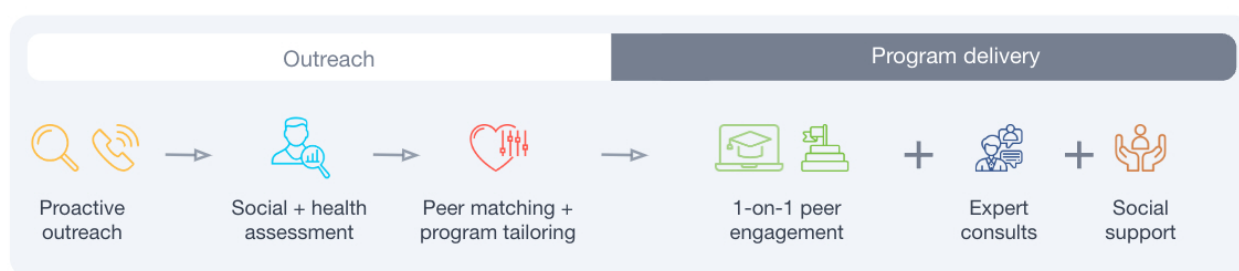 Outreach
Program delivery
Proactive
outreach
Social + health
assessment
Peer matching +
program tailoring
1-on-1 peer
engagement
+
Expert
consults
+
Social
support